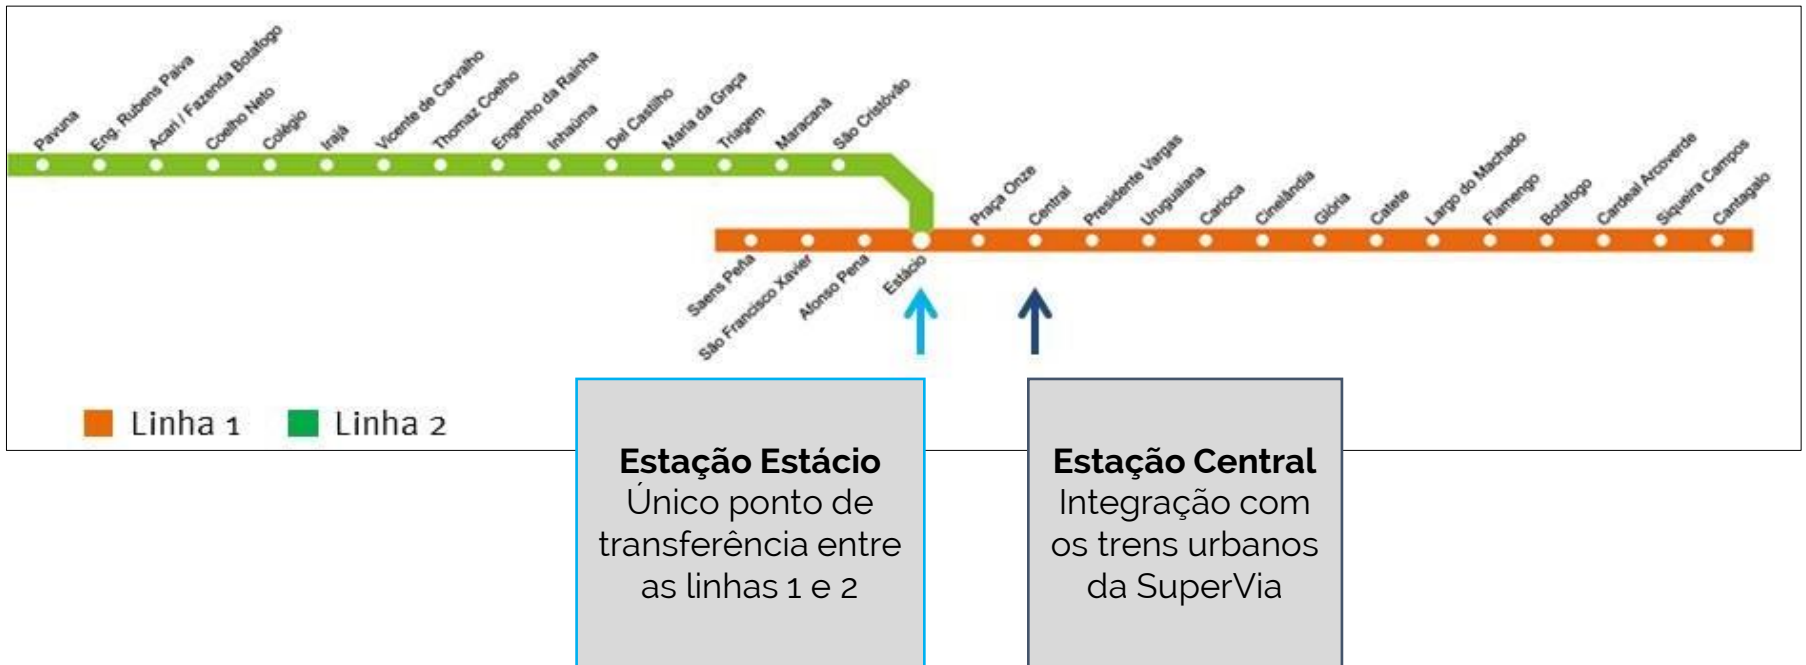 Pavuna
Eng. Rubens Paiva
Acari / Fazenda Botafogo
Coelho Neto
Colégio
Irajá
Vicente de Carvalho
Thomaz Coelho
Engenho da Rainha
Inhaúma
Del Castilho
Maria da Graça
Triagem
Maracanã
São Cristóvão
Saens Peña
São Francisco Xavier
Afonso Pena
Estácio
Praça Onze
Central
Presidente Vargas
Uruguaiana
Carioca
Cinelândia
Glória
Catete
Largo do Machado
Flamengo
Botafogo
Cardeal Arcoverde
Siqueira Campos
Cantagalo
Linha 1
Linha 2
Estação Estácio
Único ponto de
transferência entre
as linhas 1 e 2
Estação Central
Integração com
os trens urbanos
da SuperVia